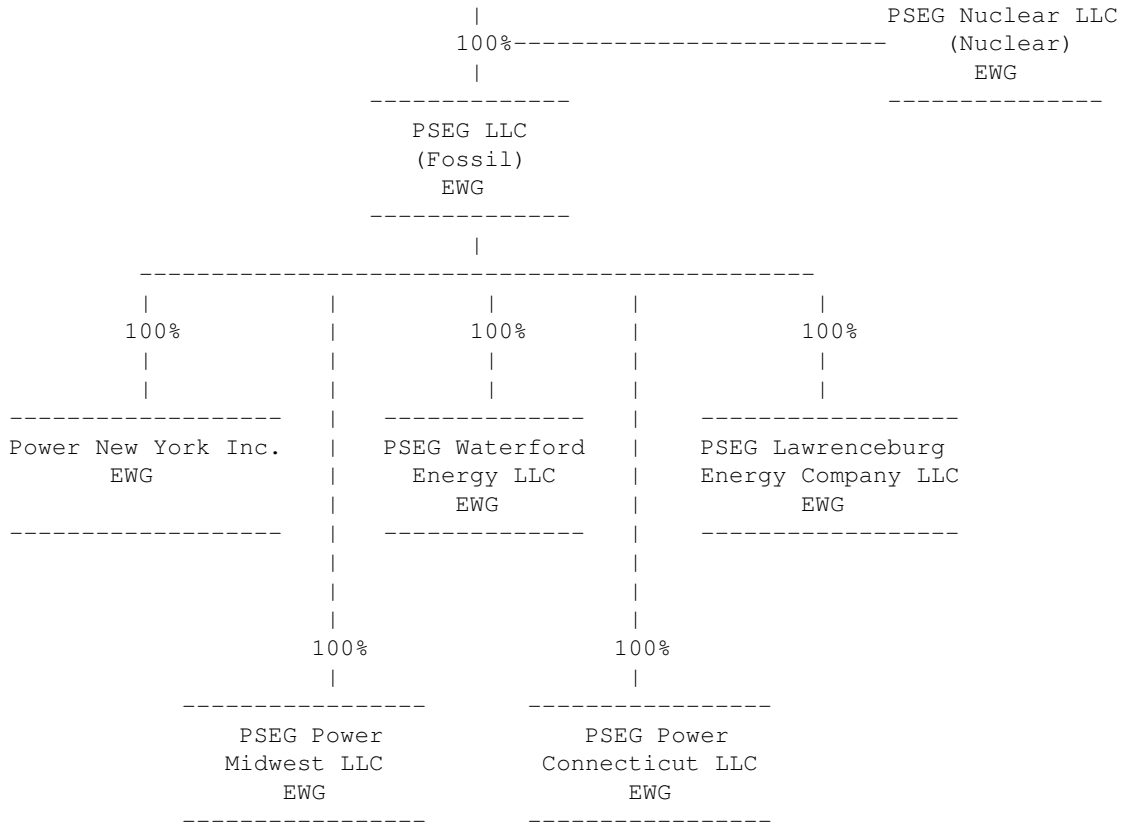 PSEG Nuclear LLC
100% (Nuclear)
EWG
PSEG LLC
(Fossil)
EWG
100% 100% 100%
Power New York Inc. PSEG Waterford PSEG Lawrenceburg
EWG Energy LLC Energy Company LLC
EWG EWG
100% 100%
PSEG Power PSEG Power
Midwest LLC Connecticut LLC
EWG EWG